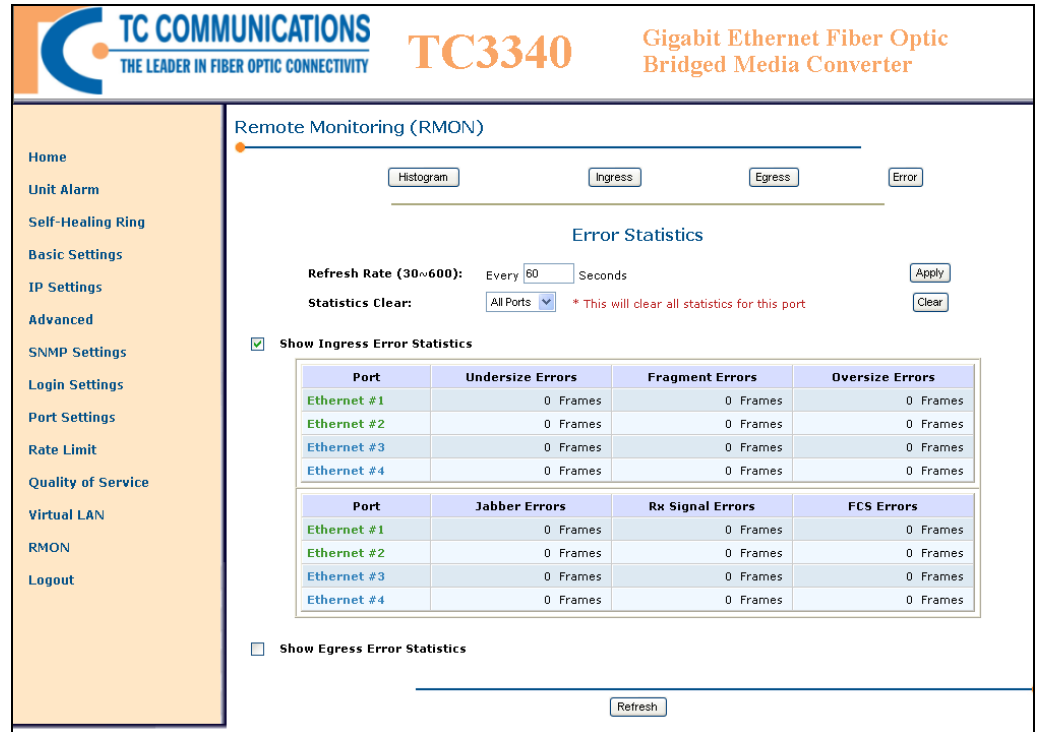 TC COMMUNICATIONS
THE LEADER IN FIBER OPTIC CONNECTIVITY
TC3340
Gigabit Ethernet Fiber Optic
Bridged Media Converter
Home
Unit Alarm
Self-Healing Ring
Basic Settings
IP Settings
Advanced
SNMP Settings
Login Settings
Port Settings
Rate Limit
Quality of Service
Virtual LAN
RMON
Logout
Remote Monitoring (RMON)
Histogram Ingress Egress Error
Error Statistics
Refresh Rate (30~600): Every 60 Seconds Apply
Statistics Clear: All Ports * This will clear all statistics for this port Clear
Show Ingress Error Statistics
Port Undersize Errors Fragment Errors Oversize Errors
Ethernet #1 0 Frames 0 Frames 0 Frames
Ethernet #2 0 Frames 0 Frames 0 Frames
Ethernet #3 0 Frames 0 Frames 0 Frames
Ethernet #4 0 Frames 0 Frames 0 Frames
Port Jabber Errors Rx Signal Errors FCS Errors
Ethernet #1 0 Frames 0 Frames 0 Frames
Ethernet #2 0 Frames 0 Frames 0 Frames
Ethernet #3 0 Frames 0 Frames 0 Frames
Ethernet #4 0 Frames 0 Frames 0 Frames
Show Egress Error Statistics
Refresh